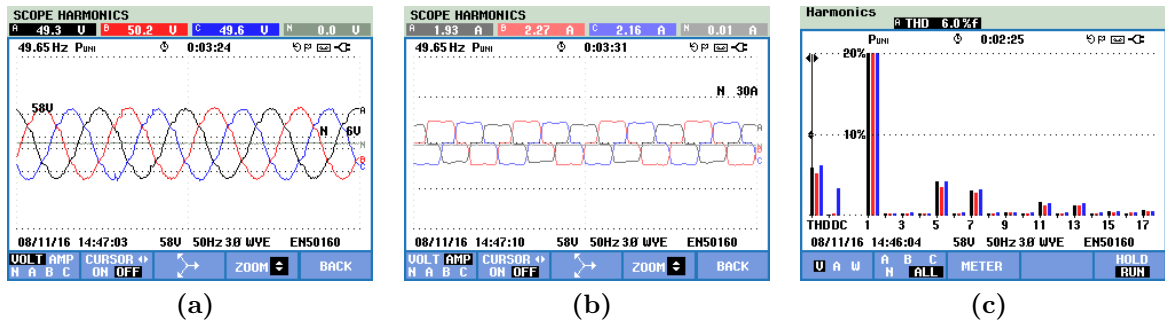 SCOPE HARMONICS
A 49.3 V B 50.2 V C 49.6 V N 0.0 V
49.65 Hz PUNI 0:03:24
58V
A
N 6V
N
B
C
08/11/16 14:47:03 58V 50Hz 3Ø WYE EN50160
VOLT AMP CURSOR ZOOM BACK
N A B C ON OFF
(a)
SCOPE HARMONICS
A 1.93 A B 2.27 A C 2.16 A N 0.01 A
49.65 Hz PUNI 0:03:31
N 30A
A
08/11/16 14:47:10 58V 50Hz 3Ø WYE EN50160
VOLT AMP CURSOR ZOOM BACK
N A B C ON OFF
(b)
Harmonics
A THD 6.0%f
PUNI 0:02:25
20%
10%
THDDC 1 3 5 7 9 11 13 15 17
08/11/16 14:46:04 58V 50Hz 3Ø WYE EN50160
V A W A B C METER HOLD
N ALL RUN
(c)